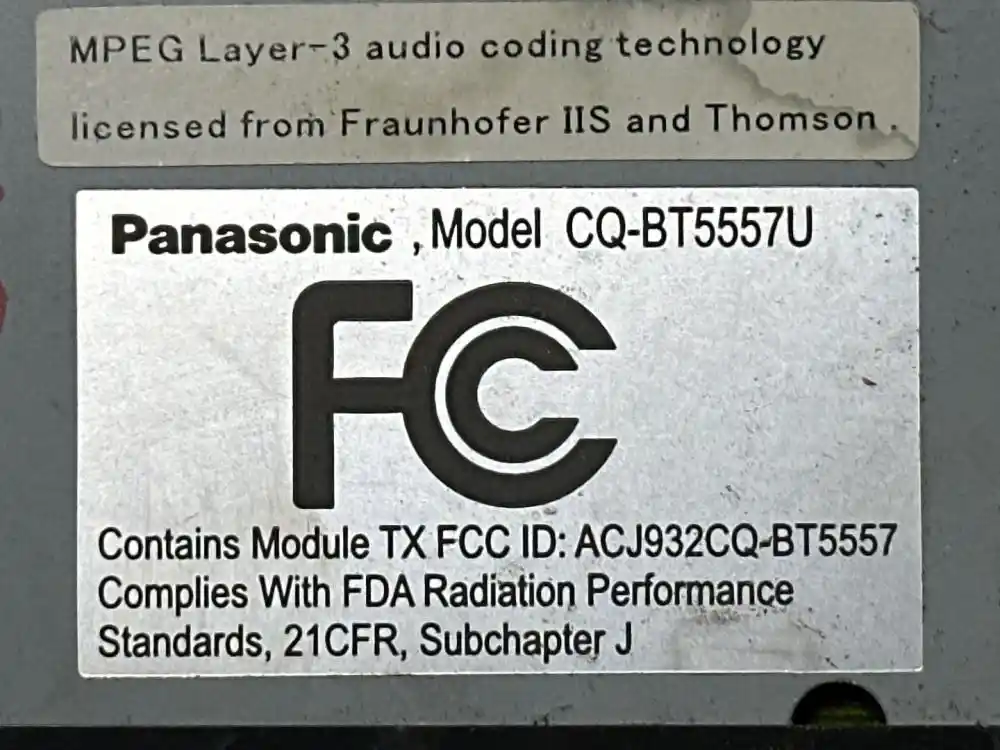 MPEG Layer-3 audio coding technology
licensed from Fraunhofer IIS and Thomson.
Panasonic, Model CQ-BT5557U
FC
Contains Module TX FCC ID: ACJ932CQ-BT5557
Complies With FDA Radiation Performance
Standards, 21CFR, Subchapter J